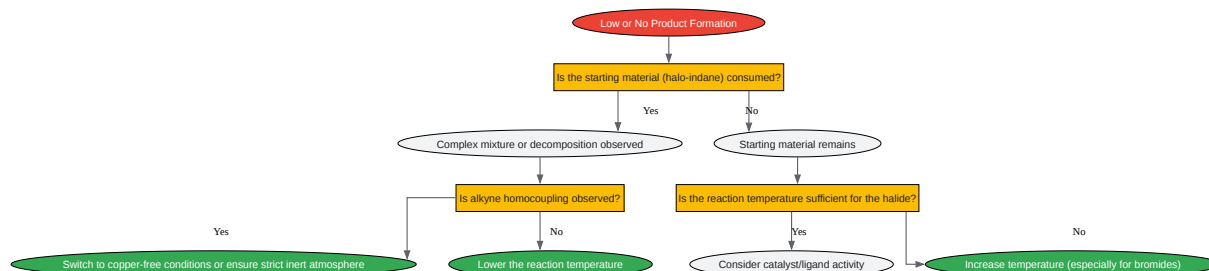 Low or No Product Formation
Is the starting material (halo-indane) consumed?
Yes
No
Complex mixture or decomposition observed
Starting material remains
Is alkyne homocoupling observed?
Is the reaction temperature sufficient for the halide?
Yes
No
Yes
No
Switch to copper-free conditions or ensure strict inert atmosphere
Lower the reaction temperature
Consider catalyst/ligand activity
Increase temperature (especially for bromides)